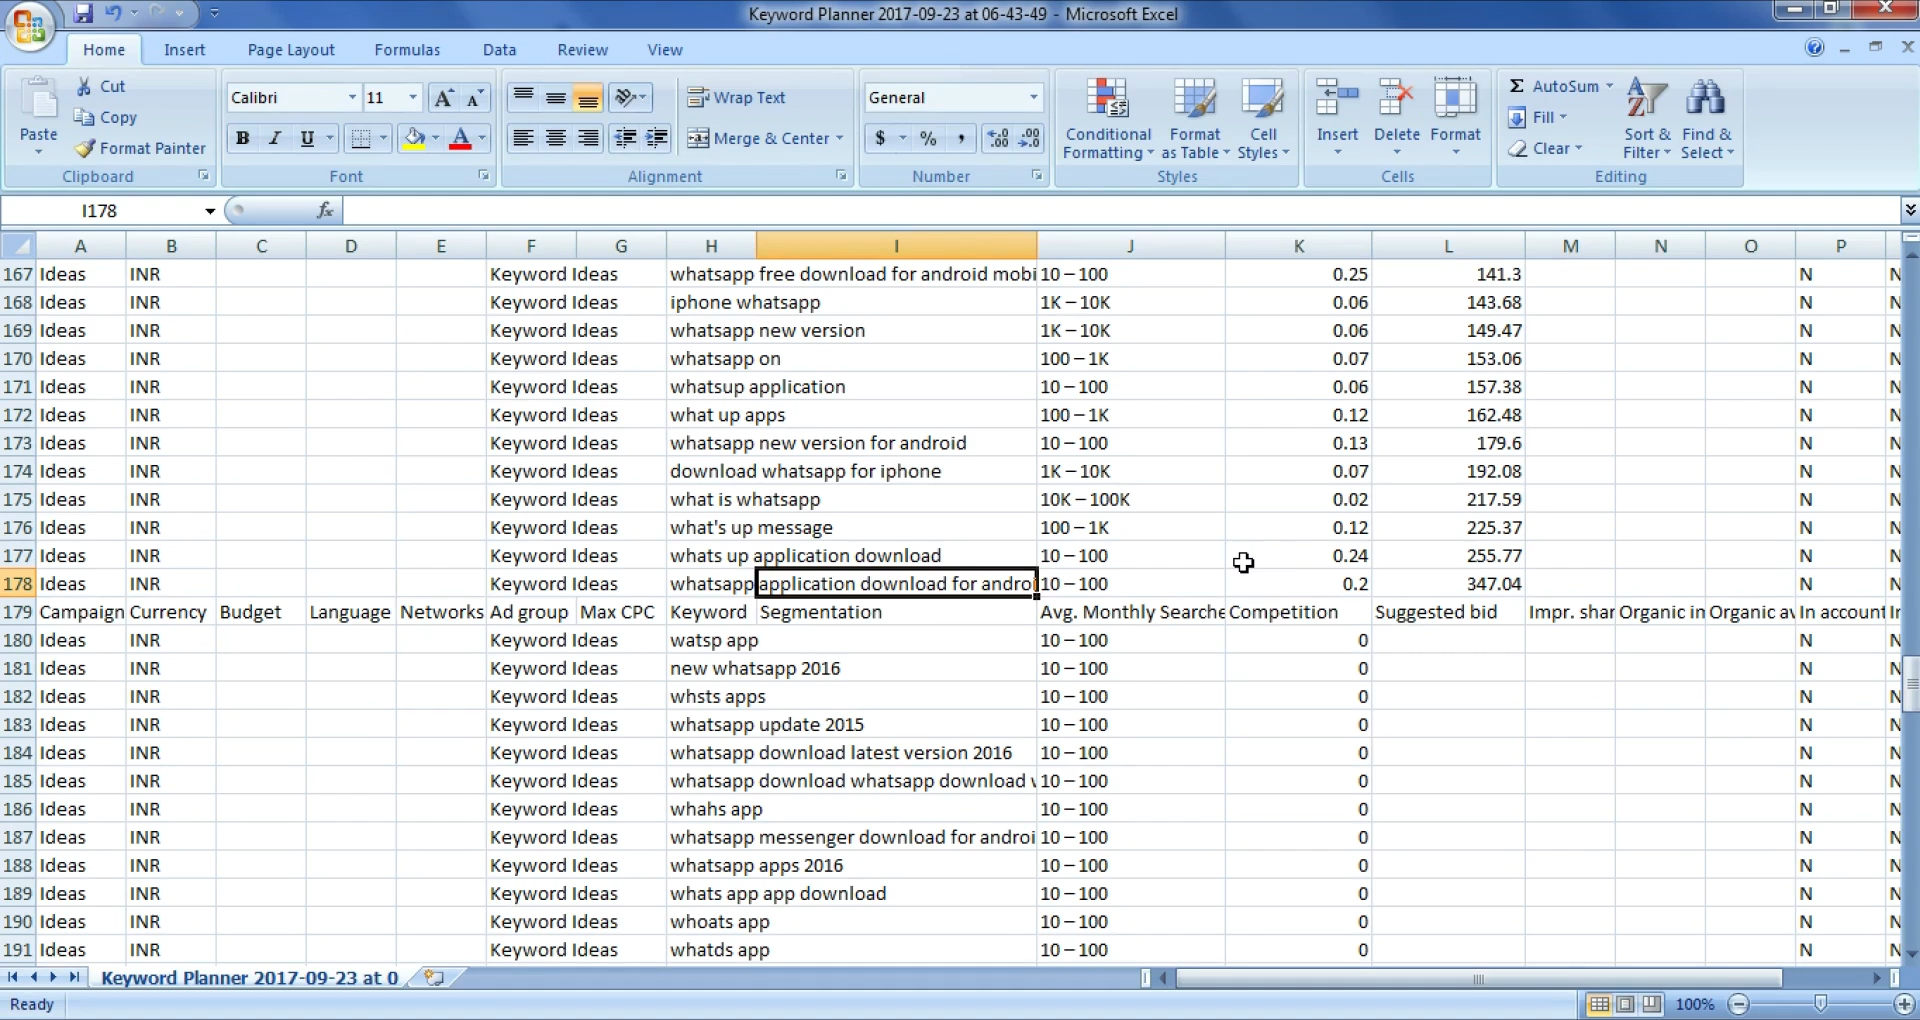 Keyword Planner 2017-09-23 at 06-43-49 - Microsoft Excel
Home Insert Page Layout Formulas Data Review View
Paste Cut Copy Format Painter Clipboard
Calibri 11 B I U Font
Wrap Text Merge & Center Alignment
General $ % , Number
Conditional Formatting Format as Table Cell Styles Styles
Insert Delete Format Cells
Σ AutoSum Fill Clear Sort & Filter Find & Select Editing
I178 fx
A B C D E F G H I J K L M N O P
167 Ideas INR Keyword Ideas whatsapp free download for android mobi 10 – 100 0.25 141.3 N N
168 Ideas INR Keyword Ideas iphone whatsapp 1K – 10K 0.06 143.68 N N
169 Ideas INR Keyword Ideas whatsapp new version 1K – 10K 0.06 149.47 N N
170 Ideas INR Keyword Ideas whatsapp on 100 – 1K 0.07 153.06 N N
171 Ideas INR Keyword Ideas whatsup application 10 – 100 0.06 157.38 N N
172 Ideas INR Keyword Ideas what up apps 100 – 1K 0.12 162.48 N N
173 Ideas INR Keyword Ideas whatsapp new version for android 10 – 100 0.13 179.6 N N
174 Ideas INR Keyword Ideas download whatsapp for iphone 1K – 10K 0.07 192.08 N N
175 Ideas INR Keyword Ideas what is whatsapp 10K – 100K 0.02 217.59 N N
176 Ideas INR Keyword Ideas what's up message 100 – 1K 0.12 225.37 N N
177 Ideas INR Keyword Ideas whats up application download 10 – 100 0.24 255.77 N N
178 Ideas INR Keyword Ideas whatsapp application download for androi 10 – 100 0.2 347.04 N N
179 Campaign Currency Budget Language Networks Ad group Max CPC Keyword Segmentation Avg. Monthly Searche Competition Suggested bid Impr. shar Organic in Organic av In account In
180 Ideas INR Keyword Ideas watsp app 10 – 100 0 N N
181 Ideas INR Keyword Ideas new whatsapp 2016 10 – 100 0 N N
182 Ideas INR Keyword Ideas whsts apps 10 – 100 0 N N
183 Ideas INR Keyword Ideas whatsapp update 2015 10 – 100 0 N N
184 Ideas INR Keyword Ideas whatsapp download latest version 2016 10 – 100 0 N N
185 Ideas INR Keyword Ideas whatsapp download whatsapp download 10 – 100 0 N N
186 Ideas INR Keyword Ideas whahs app 10 – 100 0 N N
187 Ideas INR Keyword Ideas whatsapp messenger download for androi 10 – 100 0 N N
188 Ideas INR Keyword Ideas whatsapp apps 2016 10 – 100 0 N N
189 Ideas INR Keyword Ideas whats app app download 10 – 100 0 N N
190 Ideas INR Keyword Ideas whoats app 10 – 100 0 N N
191 Ideas INR Keyword Ideas whatds app 10 – 100 0 N N
Keyword Planner 2017-09-23 at 0
Ready 100%